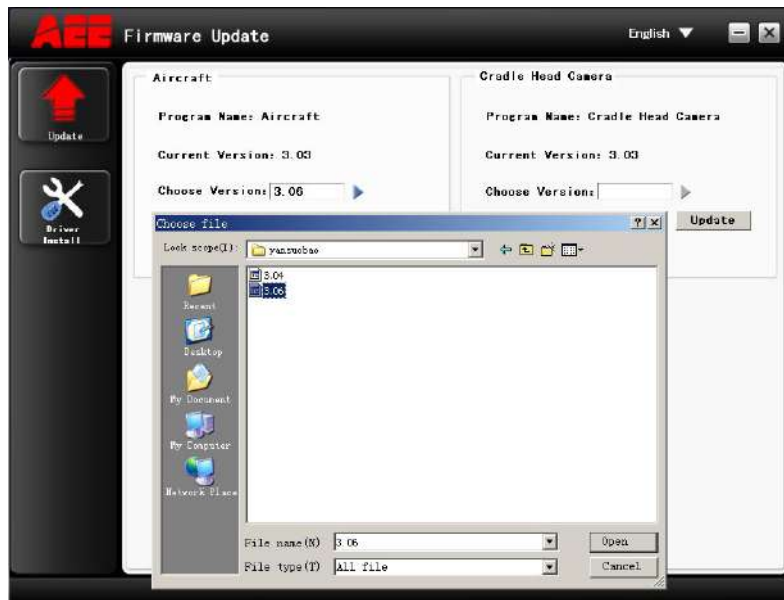 AEE Firmware Update English
Update
Driver
Install
Aircraft
Program Name: Aircraft
Current Version: 3.03
Choose Version: 3.06
Cradle Head Camera
Program Name: Cradle Head Camera
Current Version: 3.03
Choose Version:
Update
Choose file
Look scope(I): yansuobao
3.04
3.06
Recent
Desktop
My Document
My Computer
Network Place
File name(N) 3.06
Open
File type(T) All file
Cancel